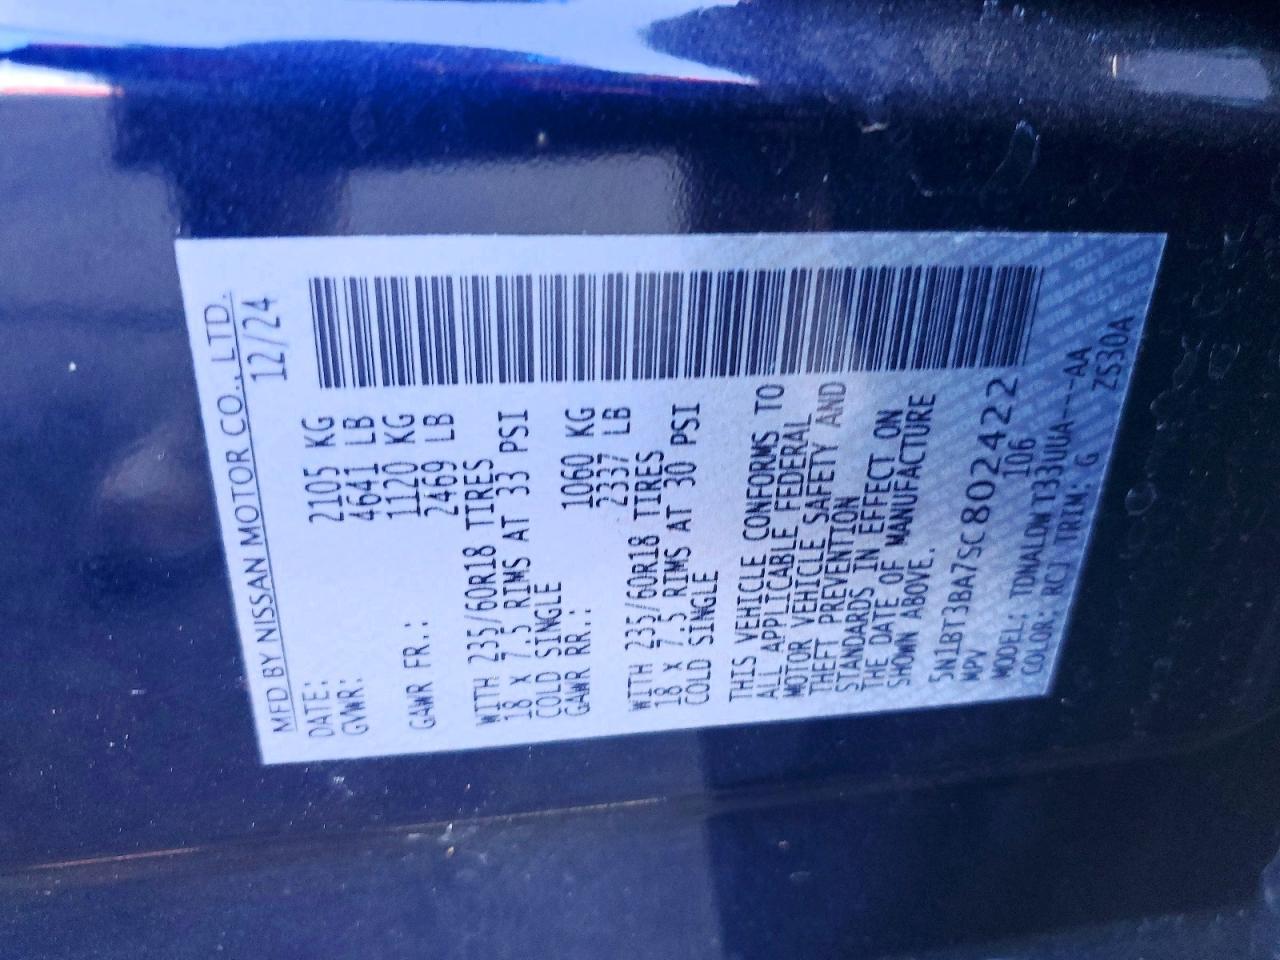 MFD BY NISSAN MOTOR CO., LTD.
DATE: 12/24
GVWR: 2105 KG
4641 LB
GAWR FR.: 1120 KG
2469 LB
WITH 235/60R18 TIRES
18 x 7.5 RIMS AT 33 PSI
COLD SINGLE
GAWR RR.: 1060 KG
2337 LB
WITH 235/60R18 TIRES
18 x 7.5 RIMS AT 30 PSI
COLD SINGLE
THIS VEHICLE CONFORMS TO
ALL APPLICABLE FEDERAL
MOTOR VEHICLE SAFETY AND
THEFT PREVENTION
STANDARDS IN EFFECT ON
THE DATE OF MANUFACTURE
SHOWN ABOVE.
5N1BT3BA7SC802422
MPV 106
MODEL: TDNALDWT33UUA----AA
COLOR: RCJ TRIM: G ZS30A